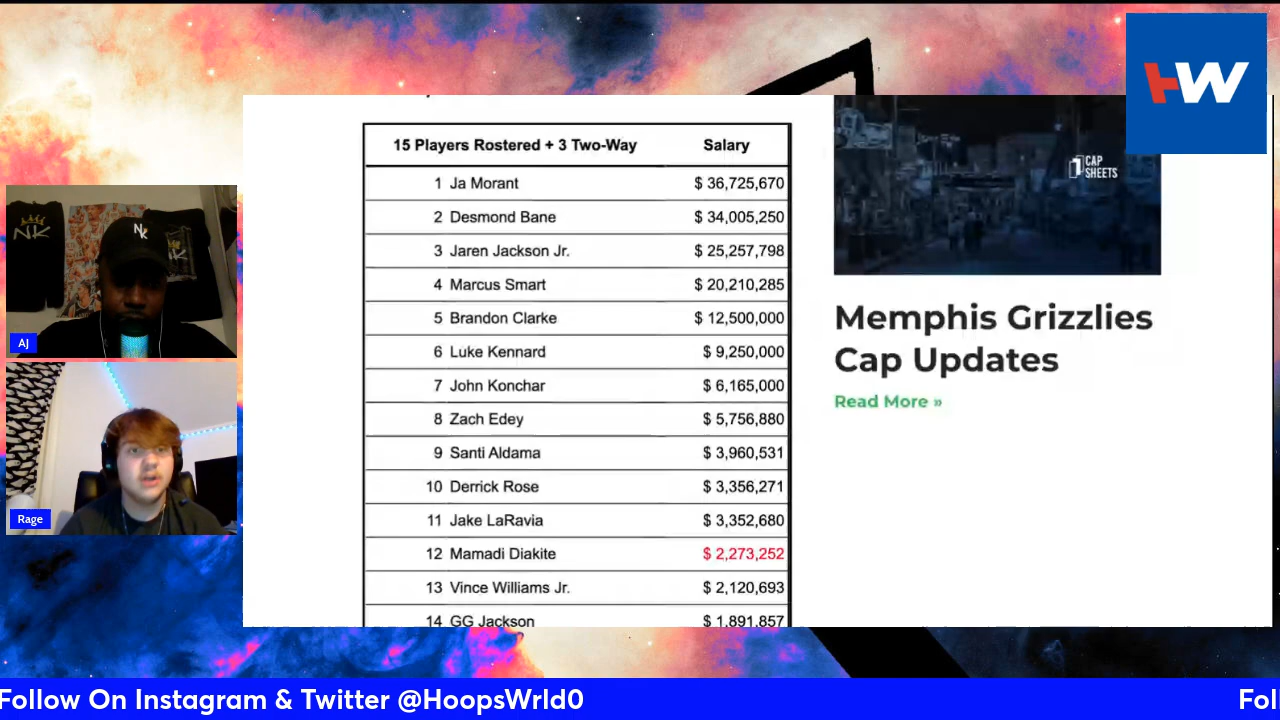 HW
CAP
SHEETS
15 Players Rostered + 3 Two-Way Salary
1 Ja Morant $ 36,725,670
2 Desmond Bane $ 34,005,250
3 Jaren Jackson Jr. $ 25,257,798
4 Marcus Smart $ 20,210,285
5 Brandon Clarke $ 12,500,000
6 Luke Kennard $ 9,250,000
7 John Konchar $ 6,165,000
8 Zach Edey $ 5,756,880
9 Santi Aldama $ 3,960,531
10 Derrick Rose $ 3,356,271
11 Jake LaRavia $ 3,352,680
12 Mamadi Diakite $ 2,273,252
13 Vince Williams Jr. $ 2,120,693
14 GG Jackson $ 1,891,857
Memphis Grizzlies
Cap Updates
Read More »
NK
NK
NK
AJ
Rage
Follow On Instagram & Twitter @HoopsWrld0
Fol